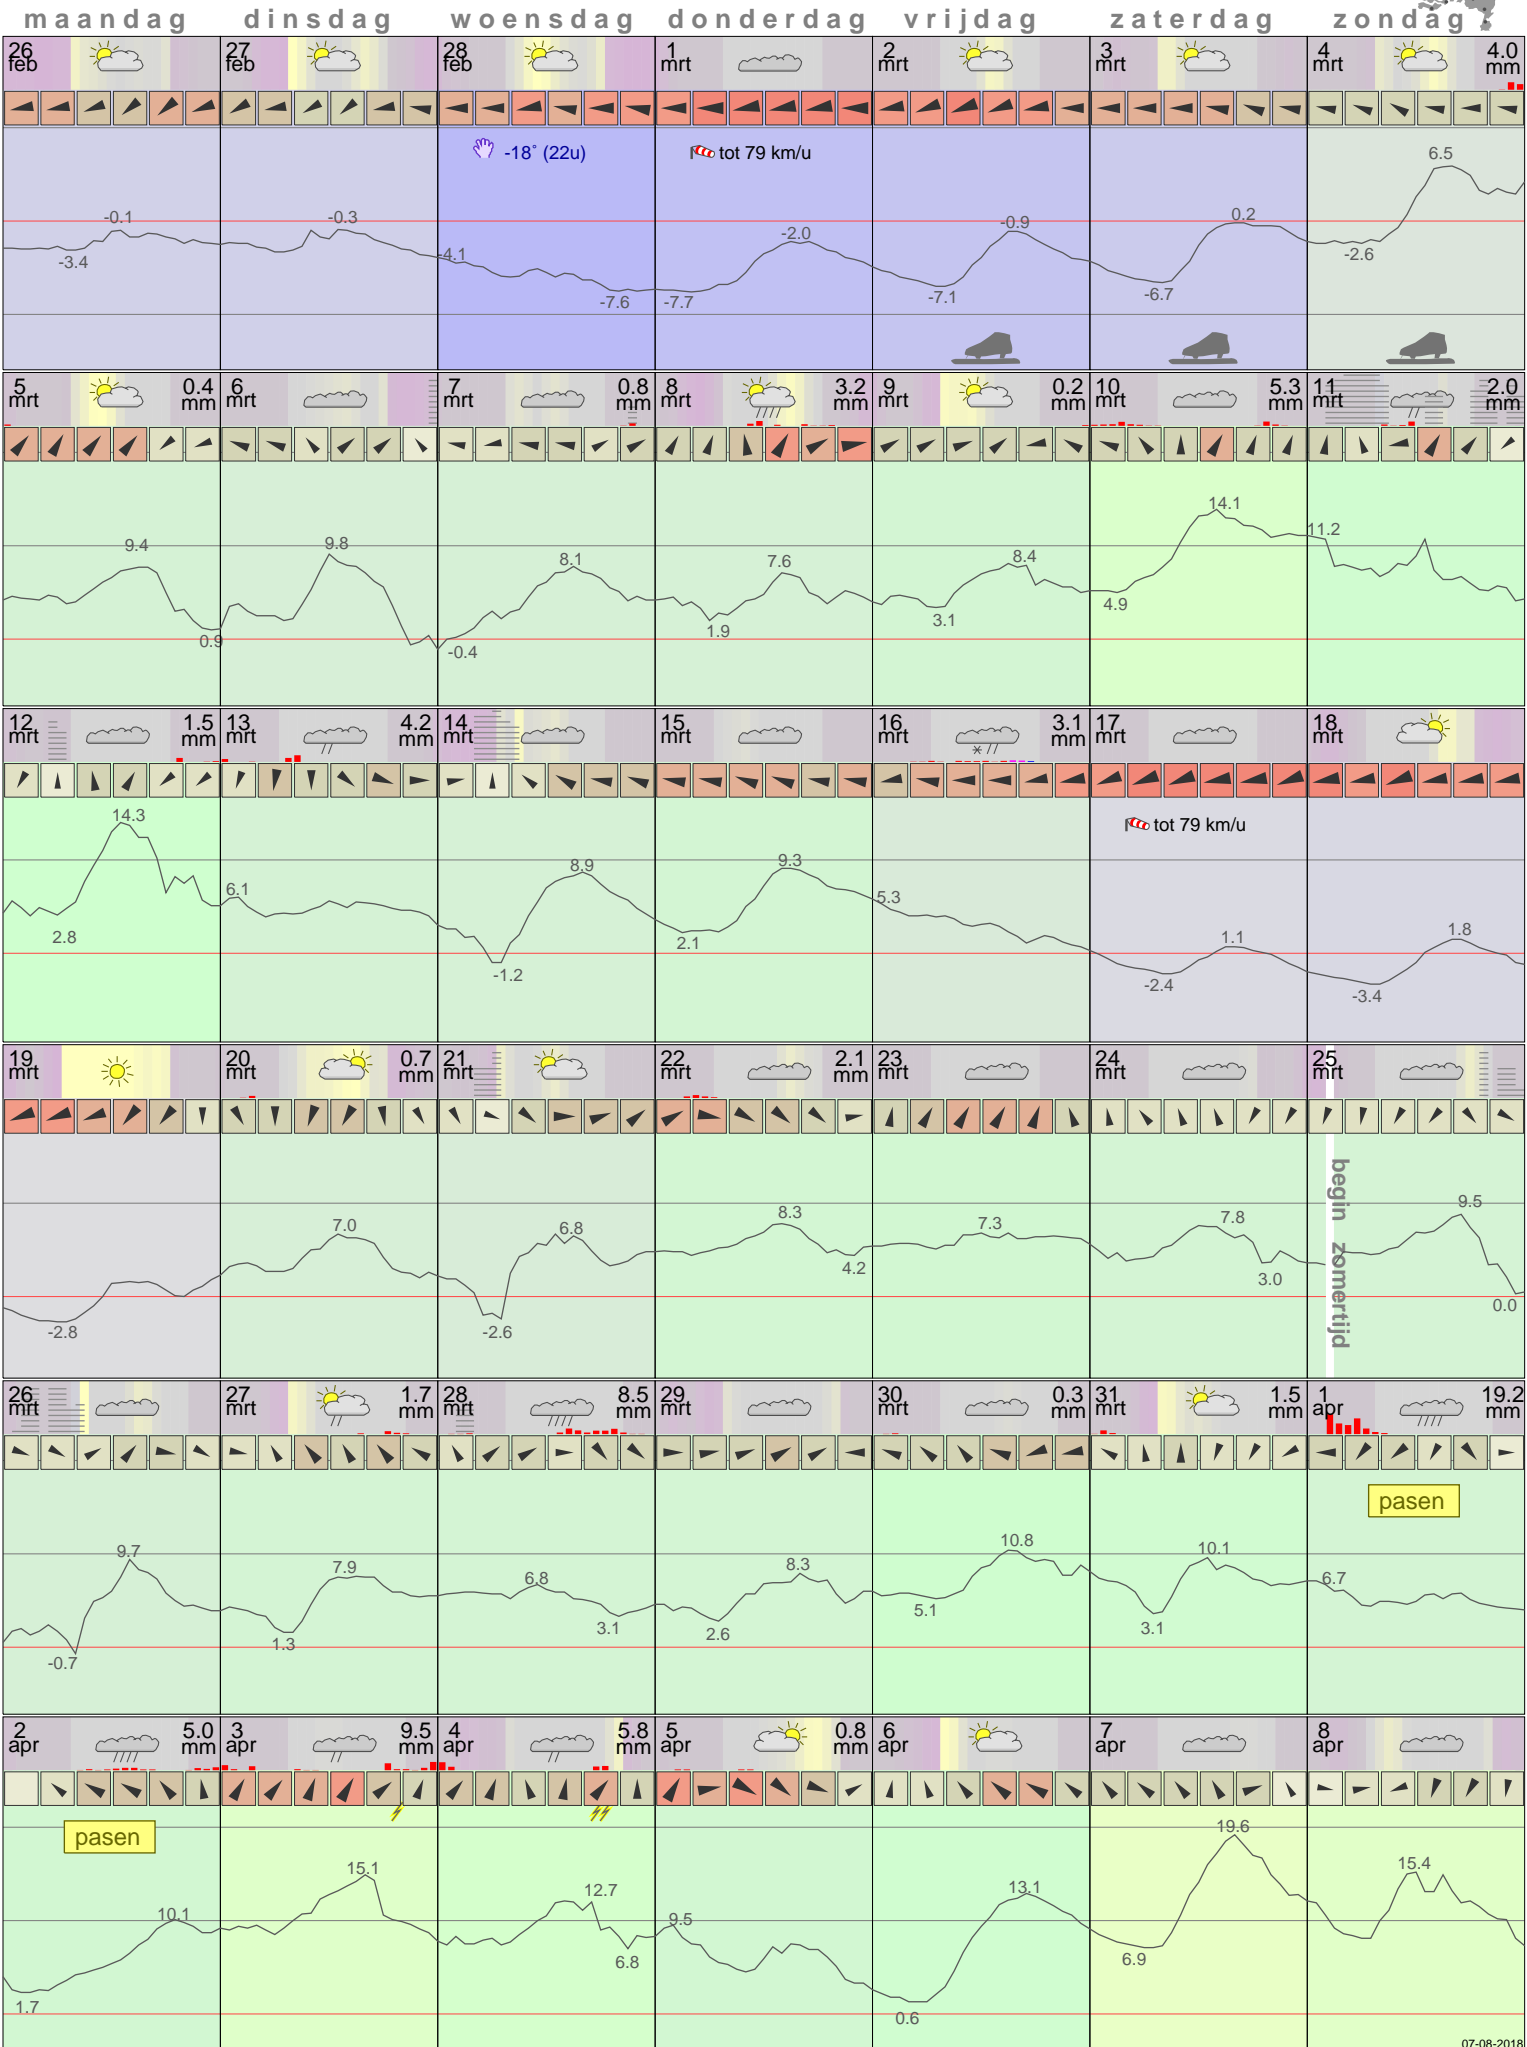 maandag dinsdag woensdag donderdag vrijdag zaterdag zondag
26 27 28 1 2 3 4 4.0
feb feb feb mrt mrt mrt mrt mm
-18° (22u) tot 79 km/u
6.5
-0.1 -0.3 -4.1 -2.0 -0.9 0.2
-3.4 -7.6 -7.7 -7.1 -6.7 -2.6
5 0.4 6 7 0.8 8 3.2 9 0.2 10 5.3 11 2.0
mrt mm mrt mrt mm mrt mm mrt mm mrt mm mrt mm
14.1 11.2
9.4 9.8 8.1 7.6 8.4
0.9 -0.4 1.9 3.1 4.9
12 1.5 13 4.2 14 15 16 3.1 17 18
mrt mm mrt mm mrt mrt mrt mm mrt mrt
14.3 tot 79 km/u
6.1 8.9 9.3 5.3
2.8 -1.2 2.1 -2.4 1.1 -3.4 1.8
19 20 0.7 21 22 2.1 23 24 25
mrt mrt mm mrt mrt mm mrt mrt mrt
begin zomertijd
7.0 6.8 8.3 7.3 7.8 9.5
-2.8 -2.6 4.2 3.0 0.0
26 27 1.7 28 8.5 29 30 0.3 31 1.5 1 19.2
mrt mrt mm mrt mm mrt mrt mm mrt mm apr mm
pasen
9.7 7.9 6.8 8.3 10.8 10.1 6.7
-0.7 1.3 3.1 2.6 5.1 3.1
2 5.0 3 9.5 4 5.8 5 0.8 6 7 8
apr mm apr mm apr mm apr mm apr apr apr
pasen
19.6
10.1 15.1 12.7 9.5 13.1 15.4
1.7 6.8 0.6 6.9
07-08-2018